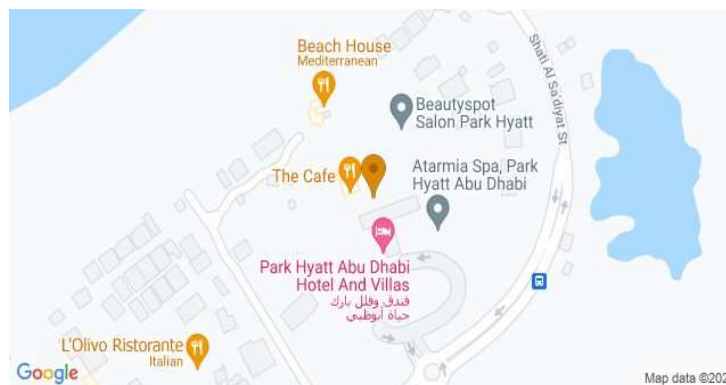 Beach House
Mediterranean
Shati Al Sa'diyat St
Beautyspot
Salon Park Hyatt
The Cafe
Atarmia Spa, Park
Hyatt Abu Dhabi
Park Hyatt Abu Dhabi
Hotel And Villas
فندق وفلل بارك
حياة أبوظبي
L'Olivo Ristorante
Italian
Google
Map data ©202